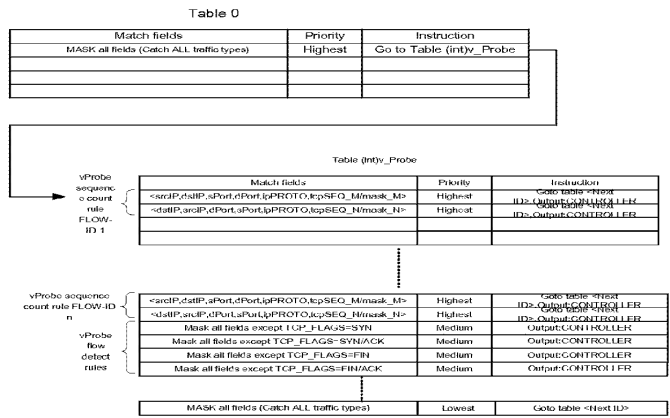 Table 0
Match fields Priority Instruction
MASK all fields (Catch ALL traffic types) Highest Go to Table (int)v_Probe
Table (int)v_Probe
vProbe
sequenc
e count
rule
FLOW-
ID 1
Match fields Priority Instruction
<srcIP,dstIP,sPort,dPort,ipPROTO,tcpSEQ_M/mask_M> Highest Goto table <Next
ID>,Output:CONTROLLER
<dstIP,srcIP,dPort,sPort,ipPROTO,tcpSEQ_N/mask_N> Highest Goto table <Next
ID>,Output:CONTROLLER
vProbe sequence
count rule FLOW-ID
n
<srcIP,dstIP,sPort,dPort,ipPROTO,tcpSEQ_M/mask_M> Highest Goto table <Next
ID>,Output:CONTROLLER
<dstIP,srcIP,dPort,sPort,ipPROTO,tcpSEQ_N/mask_N> Highest Goto table <Next
ID>,Output:CONTROLLER
vProbe
flow
detect
rules
Mask all fields except TCP_FLAGS=SYN Medium Output:CONTROLLER
Mask all fields except TCP_FLAGS=SYN/ACK Medium Output:CONTROLLER
Mask all fields except TCP_FLAGS=FIN Medium Output:CONTROLLER
Mask all fields except TCP_FLAGS=FIN/ACK Medium Output:CONTROLLER
MASK all fields (Catch ALL traffic types) Lowest Goto table <Next ID>